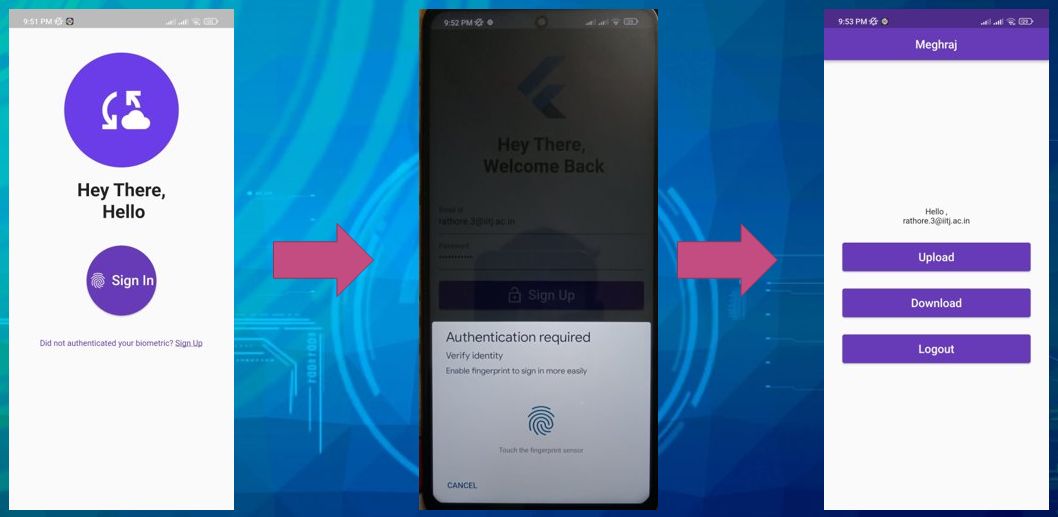 9:51 PM
Hey There,
Hello
Sign In
Did not authenticated your biometric? Sign Up
9:52 PM
Hey There,
Welcome Back
Email id
rathore.3@iitj.ac.in
Password
Sign Up
Authentication required
Verify identity
Enable fingerprint to sign in more easily
Touch the fingerprint sensor
CANCEL
9:53 PM
Meghraj
Hello ,
rathore.3@iitj.ac.in
Upload
Download
Logout